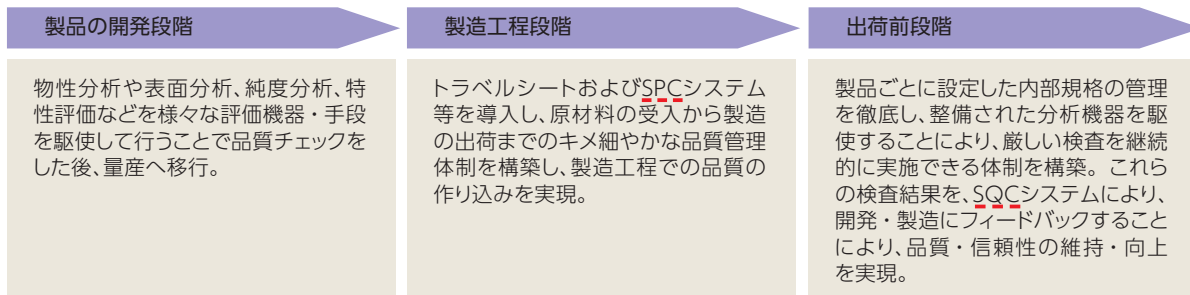 製品の開発段階
物性分析や表面分析、純度分析、特
性評価などを様々な評価機器・手段
を駆使して行うことで品質チェックを
した後、量産へ移行。
製造工程段階
トラベルシートおよびSPCシステム
等を導入し、原材料の受入から製造
の出荷までのキメ細やかな品質管理
体制を構築し、製造工程での品質の
作り込みを実現。
出荷前段階
製品ごとに設定した内部規格の管理
を徹底し、整備された分析機器を駆
使することにより、厳しい検査を継続
的に実施できる体制を構築。これら
の検査結果を、SQCシステムにより、
開発・製造にフィードバックすること
により、品質・信頼性の維持・向上
を実現。